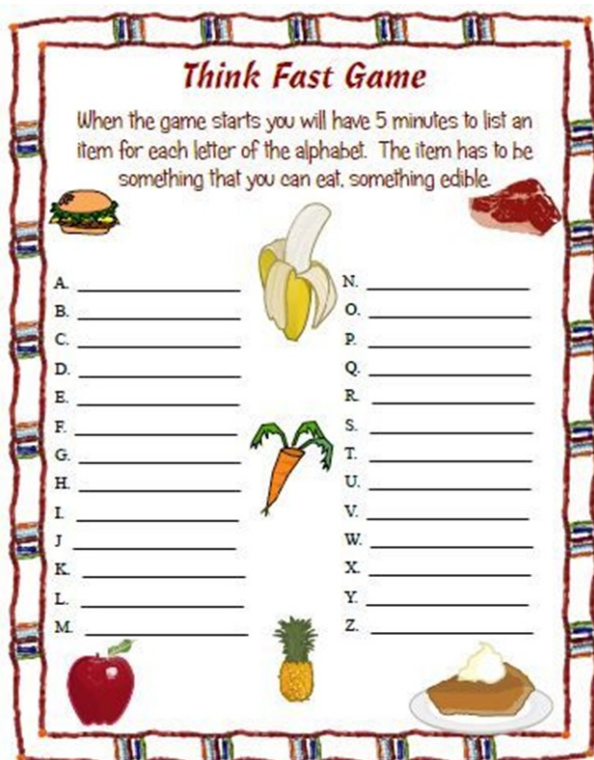 Think Fast Game
When the game starts you will have 5 minutes to list an
item for each letter of the alphabet. The item has to be
something that you can eat, something edible.
A.
B.
C.
D.
E.
F.
G.
H.
I.
J
K.
L.
M.
N.
O.
P.
Q.
R.
S.
T.
U.
V.
W.
X.
Y.
Z.